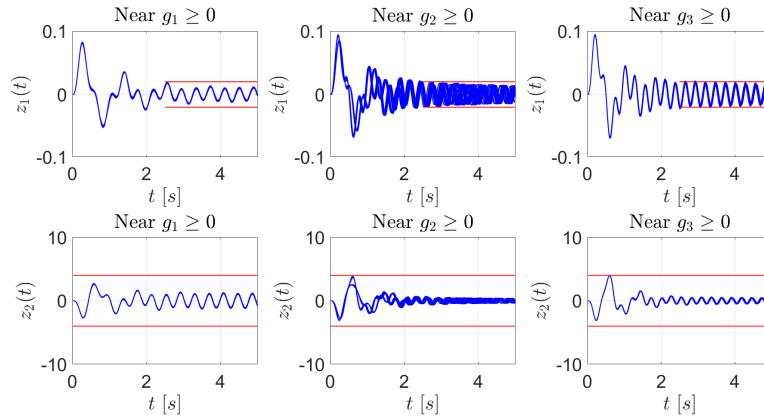 Near g₁ ≥ 0 Near g₂ ≥ 0 Near g₃ ≥ 0
0.1 0.1 0.1
z₁(t) 0 z₁(t) 0 z₁(t) 0
-0.1 -0.1 -0.1
0 2 4 0 2 4 0 2 4
t [s] t [s] t [s]
Near g₁ ≥ 0 Near g₂ ≥ 0 Near g₃ ≥ 0
10 10 10
z₂(t) 0 z₂(t) 0 z₂(t) 0
-10 -10 -10
0 2 4 0 2 4 0 2 4
t [s] t [s] t [s]